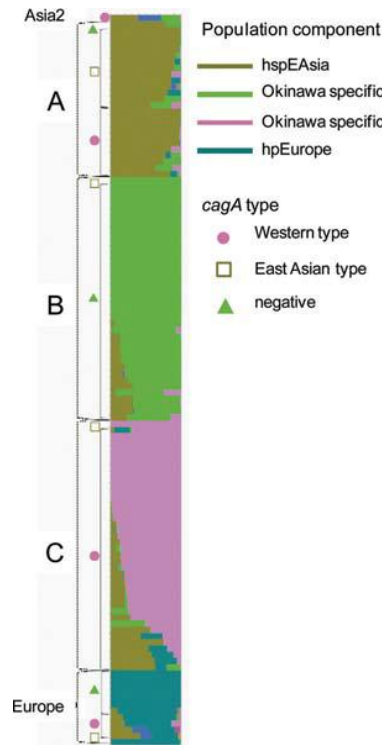 Asia2
A
B
C
Europe
Population component
hspEAsia
Okinawa specific
Okinawa specific
hpEurope
cagA type
Western type
East Asian type
negative